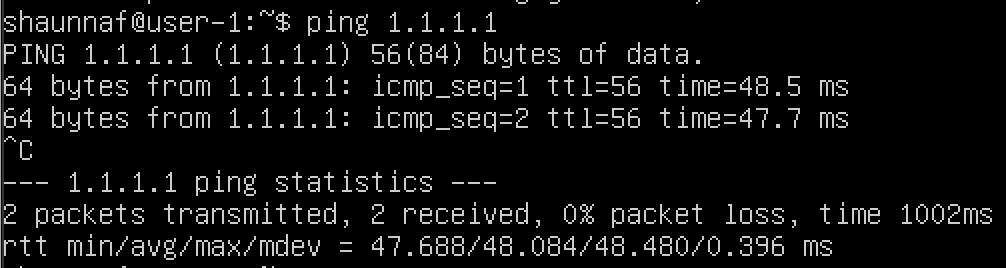 shaunnaf@user-1:~$ ping 1.1.1.1
PING 1.1.1.1 (1.1.1.1) 56(84) bytes of data.
64 bytes from 1.1.1.1: icmp_seq=1 ttl=56 time=48.5 ms
64 bytes from 1.1.1.1: icmp_seq=2 ttl=56 time=47.7 ms
^C
--- 1.1.1.1 ping statistics ---
2 packets transmitted, 2 received, 0% packet loss, time 1002ms
rtt min/avg/max/mdev = 47.688/48.084/48.480/0.396 ms